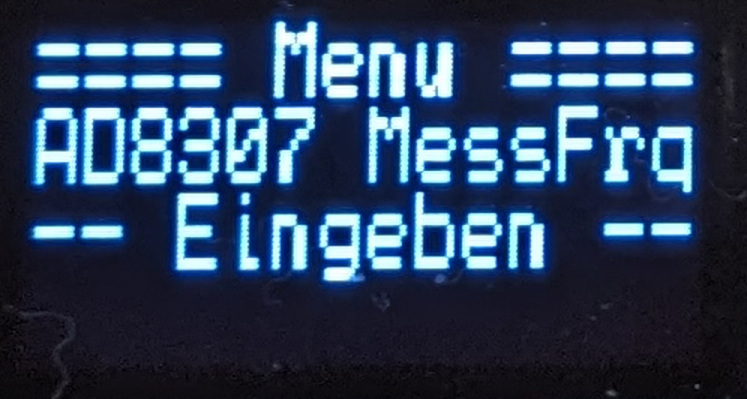 ==== Menu ====
AD8307 MessFrq
-- Eingeben --